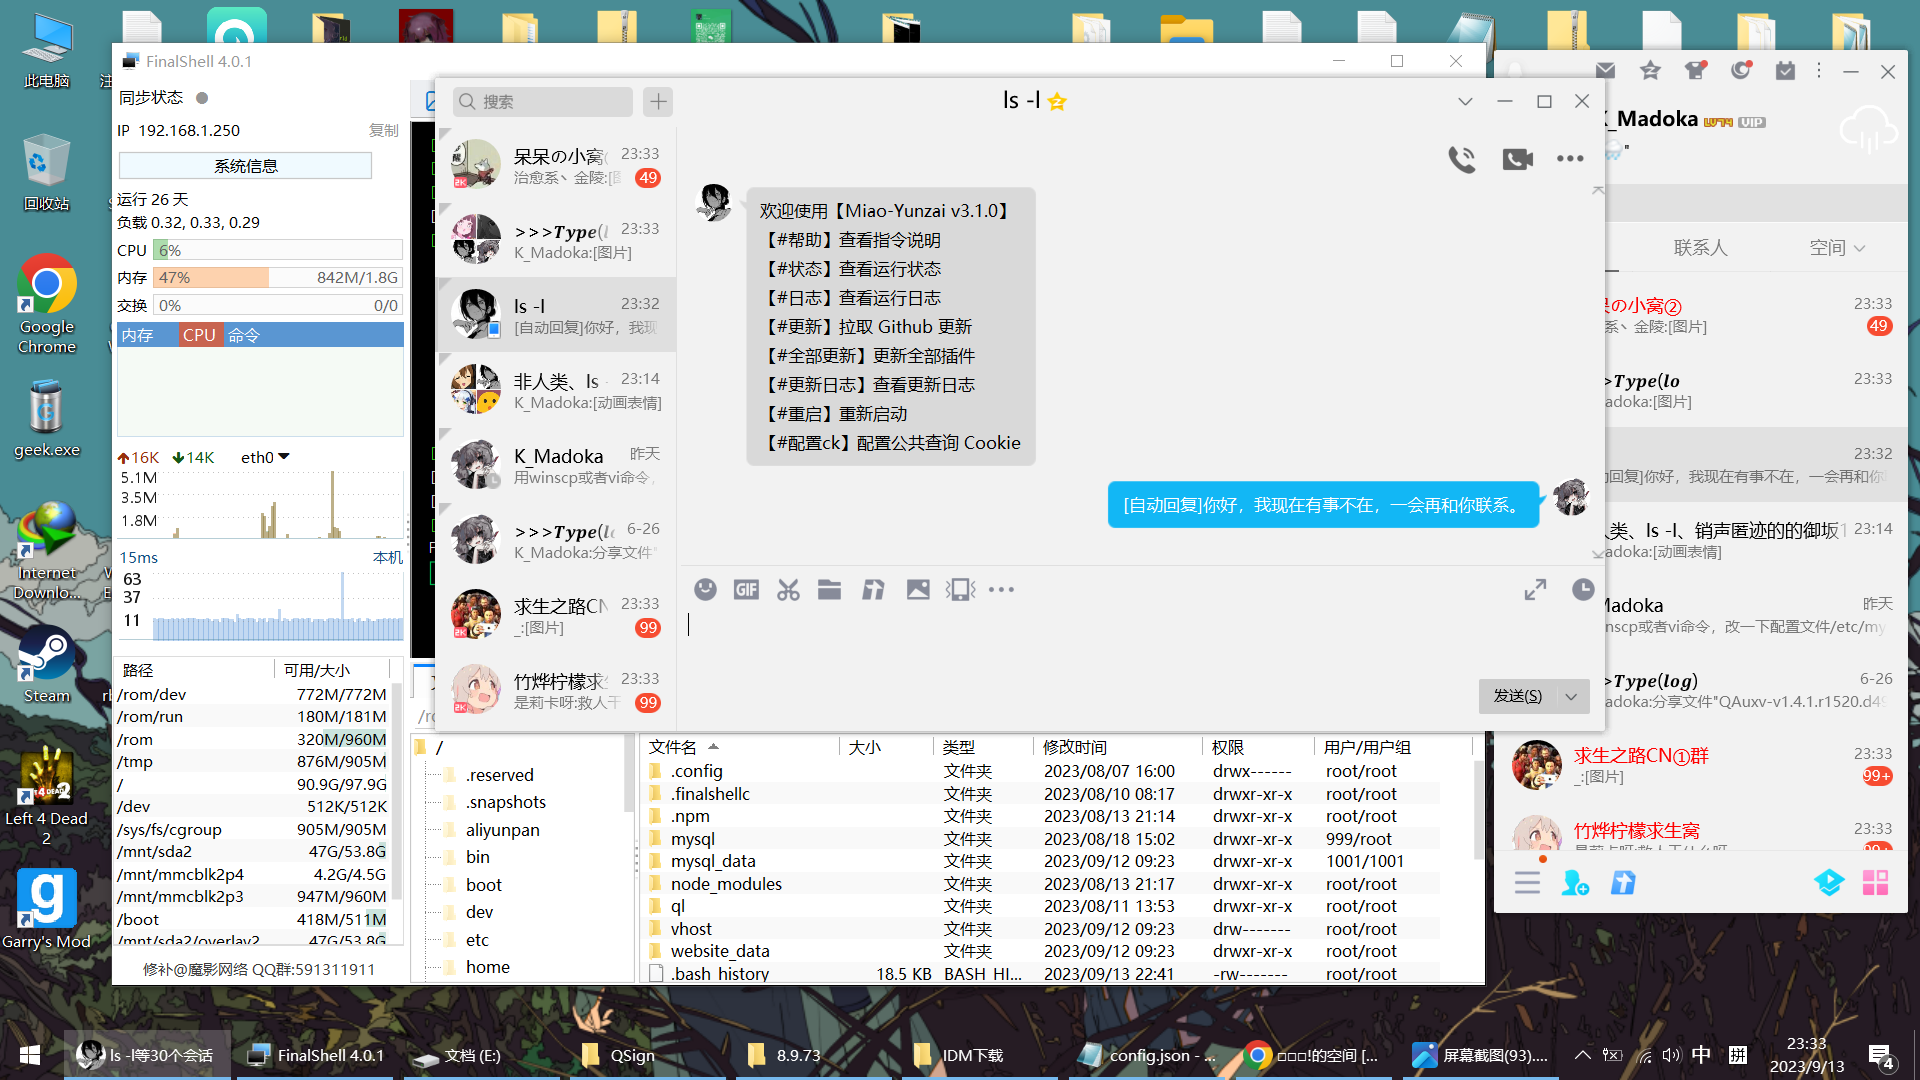 此电脑
回收站
Google
Chrome
geek.exe
Internet
Downlo...
Steam
Left 4 Dead
2
Garry's Mod
FinalShell 4.0.1
同步状态
IP 192.168.1.250
复制
系统信息
运行 26 天
负载 0.32, 0.33, 0.29
CPU 6%
内存 47% 842M/1.8G
交换 0% 0/0
内存 CPU 命令
16K 14K eth0
5.1M
3.5M
1.8M
15ms 本机
63
37
11
路径 可用/大小
/rom/dev 772M/772M
/rom/run 180M/181M
/rom 320M/960M
/tmp 876M/905M
/ 90.9G/97.9G
/dev 512K/512K
/sys/fs/cgroup 905M/905M
/mnt/sda2 47G/53.8G
/mnt/mmcblk2p4 4.2G/4.5G
/mnt/mmcblk2p3 947M/960M
/boot 418M/511M
/mnt/sda2/overlay2 47G/53.8G
修补@魔影网络 QQ群:591311911
搜索
呆呆の小窝 23:33
治愈系丶金陵:[图 49
>>>Type(l 23:33
K_Madoka:[图片]
ls -l 23:32
[自动回复]你好，我现
非人类、ls - 23:14
K_Madoka:[动画表情]
K_Madoka 昨天
用winscp或者vi命令，
>>>Type(lo 6-26
K_Madoka:分享文件"
求生之路CN 23:33
_:[图片] 99
竹烨柠檬求生 23:33
是莉卡呀:救人干 99
ls -l
欢迎使用【Miao-Yunzai v3.1.0】
【#帮助】查看指令说明
【#状态】查看运行状态
【#日志】查看运行日志
【#更新】拉取 Github 更新
【#全部更新】更新全部插件
【#更新日志】查看更新日志
【#重启】重新启动
【#配置ck】配置公共查询 Cookie
[自动回复]你好，我现在有事不在，一会再和你联系。
GIF
发送(S)
/
.reserved
.snapshots
aliyunpan
bin
boot
dev
etc
home
文件名 大小 类型 修改时间 权限 用户/用户组
.config 文件夹 2023/08/07 16:00 drwx------ root/root
.finalshellc 文件夹 2023/08/10 08:17 drwxr-xr-x root/root
.npm 文件夹 2023/08/13 21:14 drwxr-xr-x root/root
mysql 文件夹 2023/08/18 15:02 drwxr-xr-x 999/root
mysql_data 文件夹 2023/09/12 09:23 drwxr-xr-x 1001/1001
node_modules 文件夹 2023/08/13 21:17 drwxr-xr-x root/root
ql 文件夹 2023/08/11 13:53 drwxr-xr-x root/root
vhost 文件夹 2023/09/12 09:23 drw------- root/root
website_data 文件夹 2023/09/12 09:23 drwxr-xr-x root/root
.bash_history 18.5 KB BASH_HI... 2023/09/13 22:41 -rw------- root/root
_Madoka LV74 VIP
联系人 空间
の小窝② 23:33
系丶金陵:[图片] 49
>Type(lo 23:33
adoka:[图片]
23:32
回复]你好，我现在有事不在，一会再和你
人类、ls -l、销声匿迹的的御坂1 23:14
adoka:[动画表情]
Madoka 昨天
nscp或者vi命令，改一下配置文件/etc/my
>Type(log) 6-26
adoka:分享文件"QAuxv-v1.4.1.r1520.d49
求生之路CN①群 23:33
_:[图片] 99+
竹烨柠檬求生窝 23:33
是莉卡呀:救人干什么呀 99+
ls -l等30个会话
FinalShell 4.0.1
文档 (E:)
QSign
8.9.73
IDM下载
config.json - ...
□□□!的空间 [...
屏幕截图(93)....
中
拼
23:33
2023/9/13
4